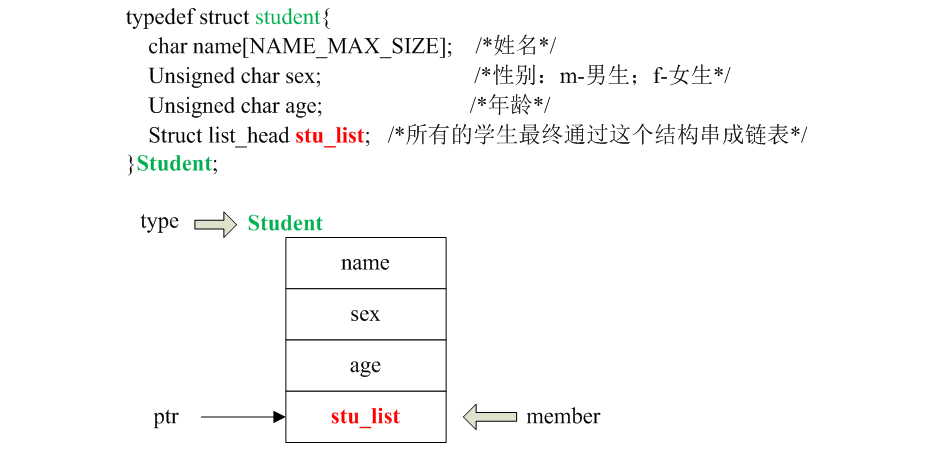 typedef struct student{
char name[NAME_MAX_SIZE]; /*姓名*/
Unsigned char sex; /*性别：m-男生；f-女生*/
Unsigned char age; /*年龄*/
Struct list_head stu_list; /*所有的学生最终通过这个结构串成链表*/
}Student;
type Student
name
sex
age
ptr stu_list member